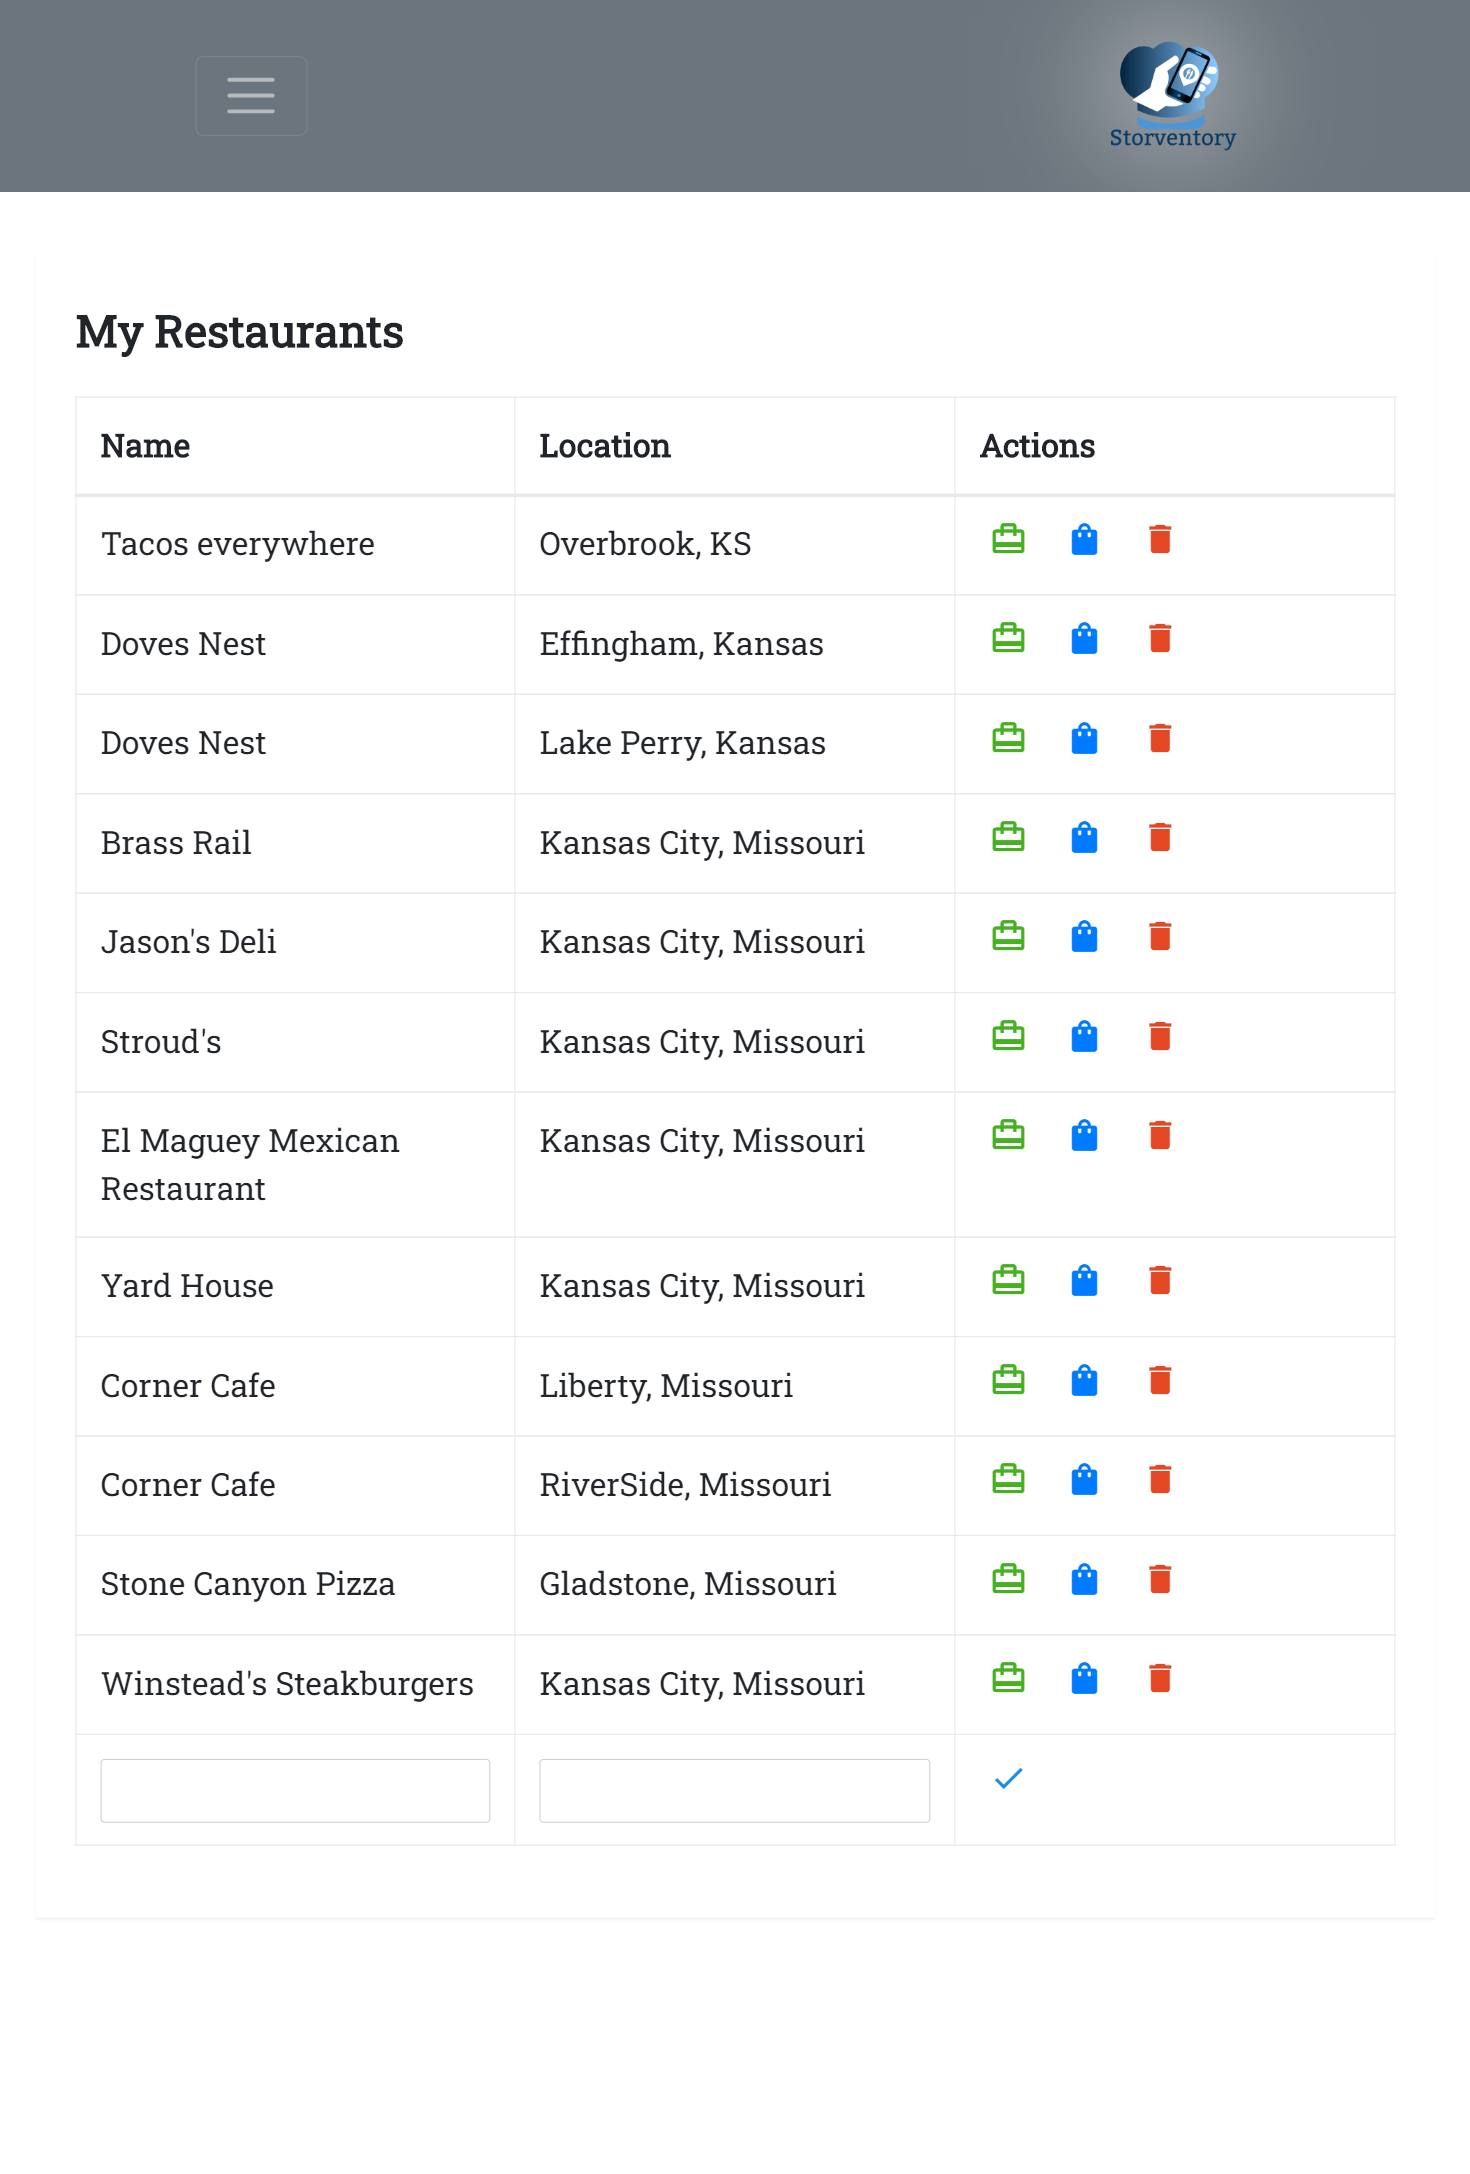 Storventory
My Restaurants
Name Location Actions
Tacos everywhere Overbrook, KS
Doves Nest Effingham, Kansas
Doves Nest Lake Perry, Kansas
Brass Rail Kansas City, Missouri
Jason's Deli Kansas City, Missouri
Stroud's Kansas City, Missouri
El Maguey Mexican Kansas City, Missouri
Restaurant
Yard House Kansas City, Missouri
Corner Cafe Liberty, Missouri
Corner Cafe RiverSide, Missouri
Stone Canyon Pizza Gladstone, Missouri
Winstead's Steakburgers Kansas City, Missouri